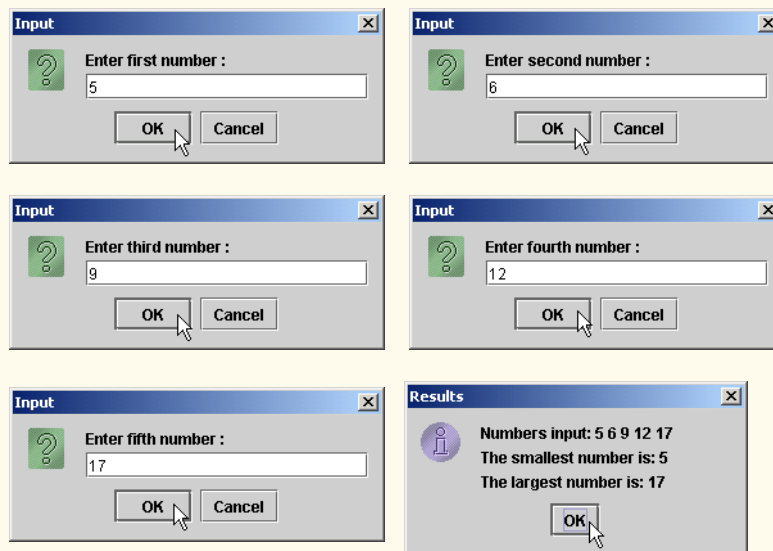 Input
Enter first number :
5
OK Cancel
Input
Enter second number :
6
OK Cancel
Input
Enter third number :
9
OK Cancel
Input
Enter fourth number :
12
OK Cancel
Input
Enter fifth number :
17
OK Cancel
Results
Numbers input: 5 6 9 12 17
The smallest number is: 5
The largest number is: 17
OK